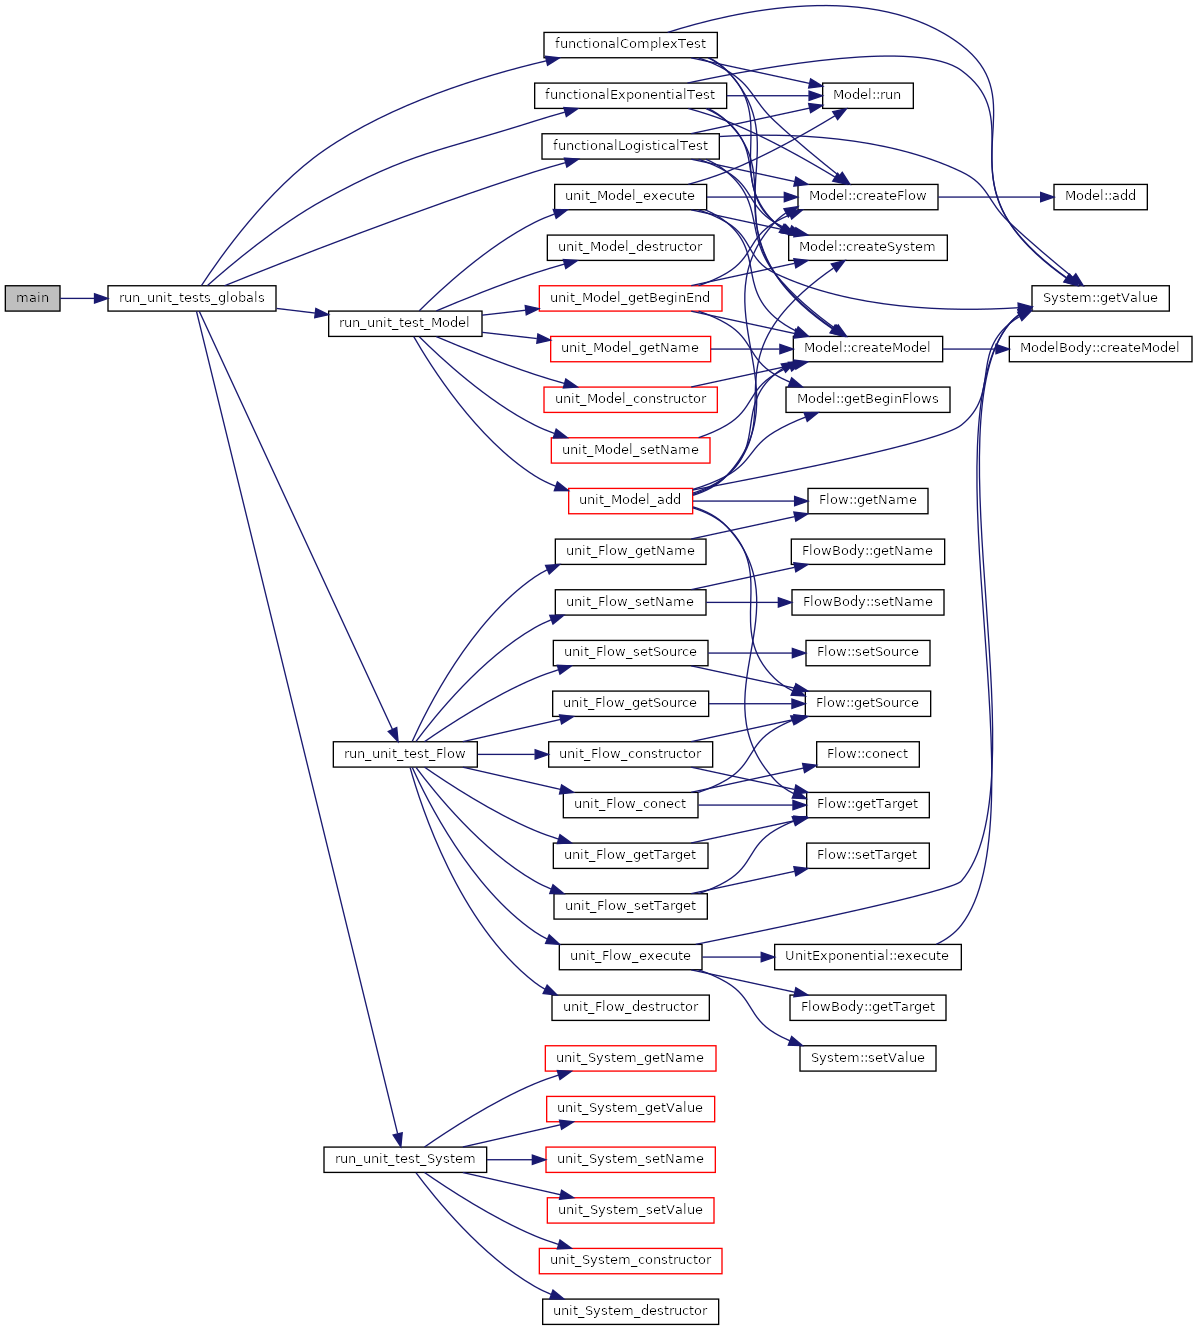 main
run_unit_tests_globals
functionalComplexTest
functionalExponentialTest
functionalLogisticalTest
run_unit_test_Model
unit_Model_execute
unit_Model_destructor
unit_Model_getBeginEnd
unit_Model_getName
unit_Model_constructor
unit_Model_setName
unit_Model_add
run_unit_test_Flow
unit_Flow_getName
unit_Flow_setName
unit_Flow_setSource
unit_Flow_getSource
unit_Flow_constructor
unit_Flow_conect
unit_Flow_getTarget
unit_Flow_setTarget
unit_Flow_execute
unit_Flow_destructor
run_unit_test_System
unit_System_getName
unit_System_getValue
unit_System_setName
unit_System_setValue
unit_System_constructor
unit_System_destructor
Model::run
Model::createFlow
Model::createSystem
Model::createModel
Model::getBeginFlows
Flow::getName
FlowBody::getName
FlowBody::setName
Flow::setSource
Flow::getSource
Flow::conect
Flow::getTarget
Flow::setTarget
UnitExponential::execute
FlowBody::getTarget
System::setValue
Model::add
System::getValue
ModelBody::createModel